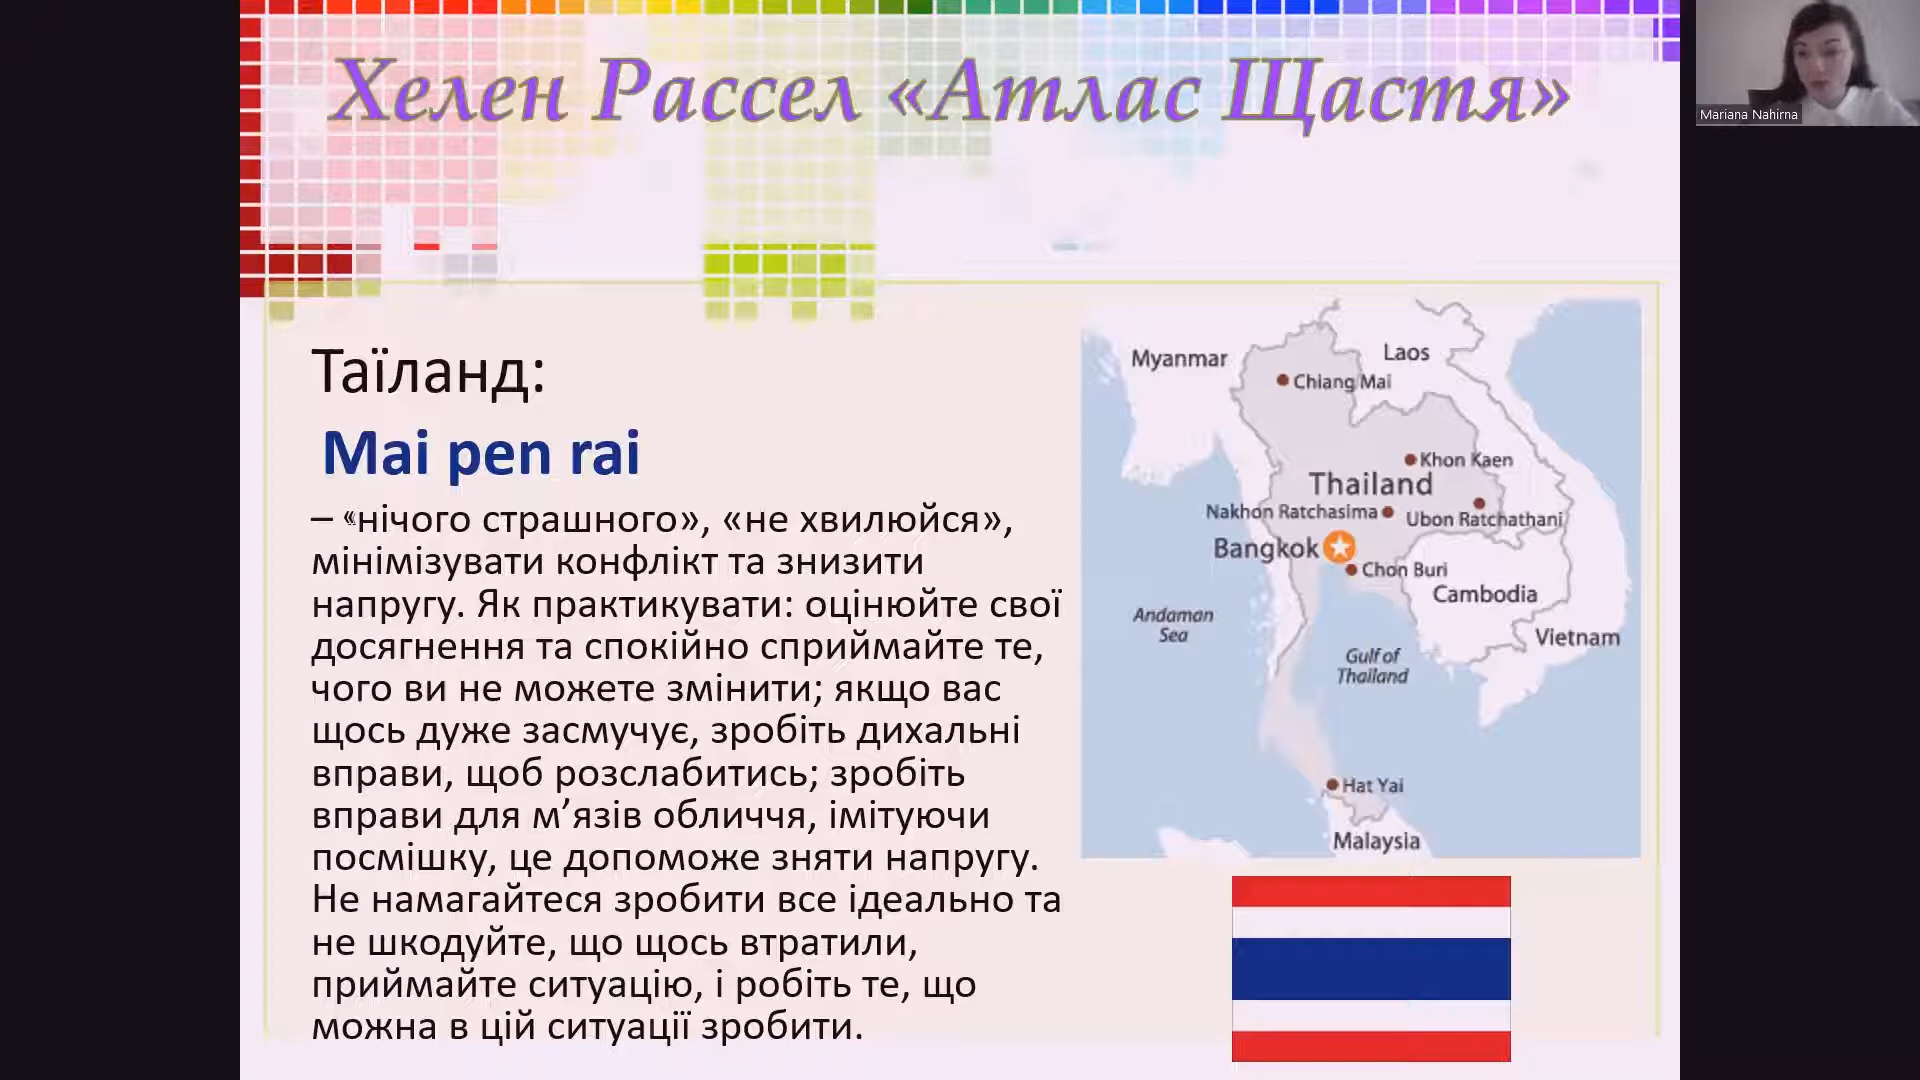 Хелен Рассел «Атлас Щастя»
Mariana Nahirna
Таїланд:
Mai pen rai
– «нічого страшного», «не хвилюйся»,
мінімізувати конфлікт та знизити
напругу. Як практикувати: оцінюйте свої
досягнення та спокійно сприймайте те,
чого ви не можете змінити; якщо вас
щось дуже засмучує, зробіть дихальні
вправи, щоб розслабитись; зробіть
вправи для м’язів обличчя, імітуючи
посмішку, це допоможе зняти напругу.
Не намагайтеся зробити все ідеально та
не шкодуйте, що щось втратили,
приймайте ситуацію, і робіть те, що
можна в цій ситуації зробити.
Myanmar
Laos
Chiang Mai
Khon Kaen
Thailand
Nakhon Ratchasima
Ubon Ratchathani
Bangkok
Chon Buri
Cambodia
Andaman
Sea
Vietnam
Gulf of
Thailand
Hat Yai
Malaysia